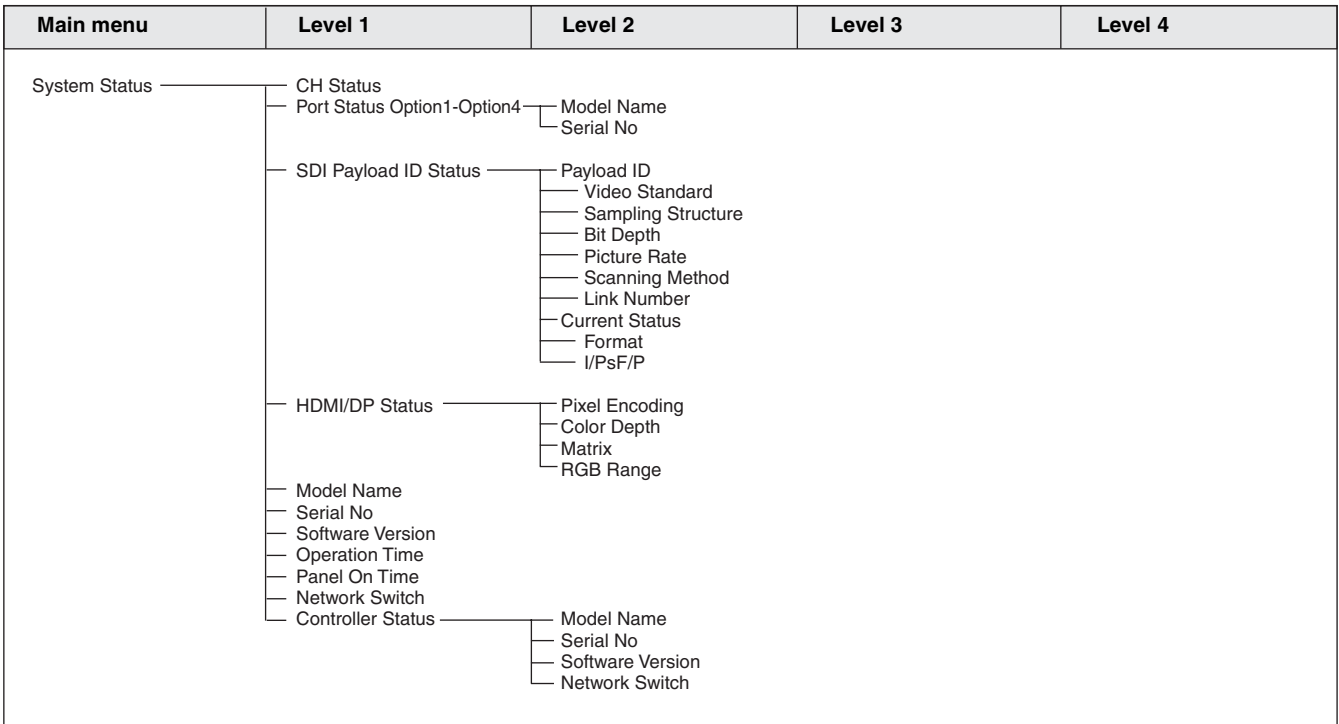 Main menu Level 1 Level 2 Level 3 Level 4
System Status CH Status
Port Status Option1-Option4 Model Name
Serial No
SDI Payload ID Status Payload ID
Video Standard
Sampling Structure
Bit Depth
Picture Rate
Scanning Method
Link Number
Current Status
Format
I/PsF/P
HDMI/DP Status Pixel Encoding
Color Depth
Matrix
RGB Range
Model Name
Serial No
Software Version
Operation Time
Panel On Time
Network Switch
Controller Status Model Name
Serial No
Software Version
Network Switch